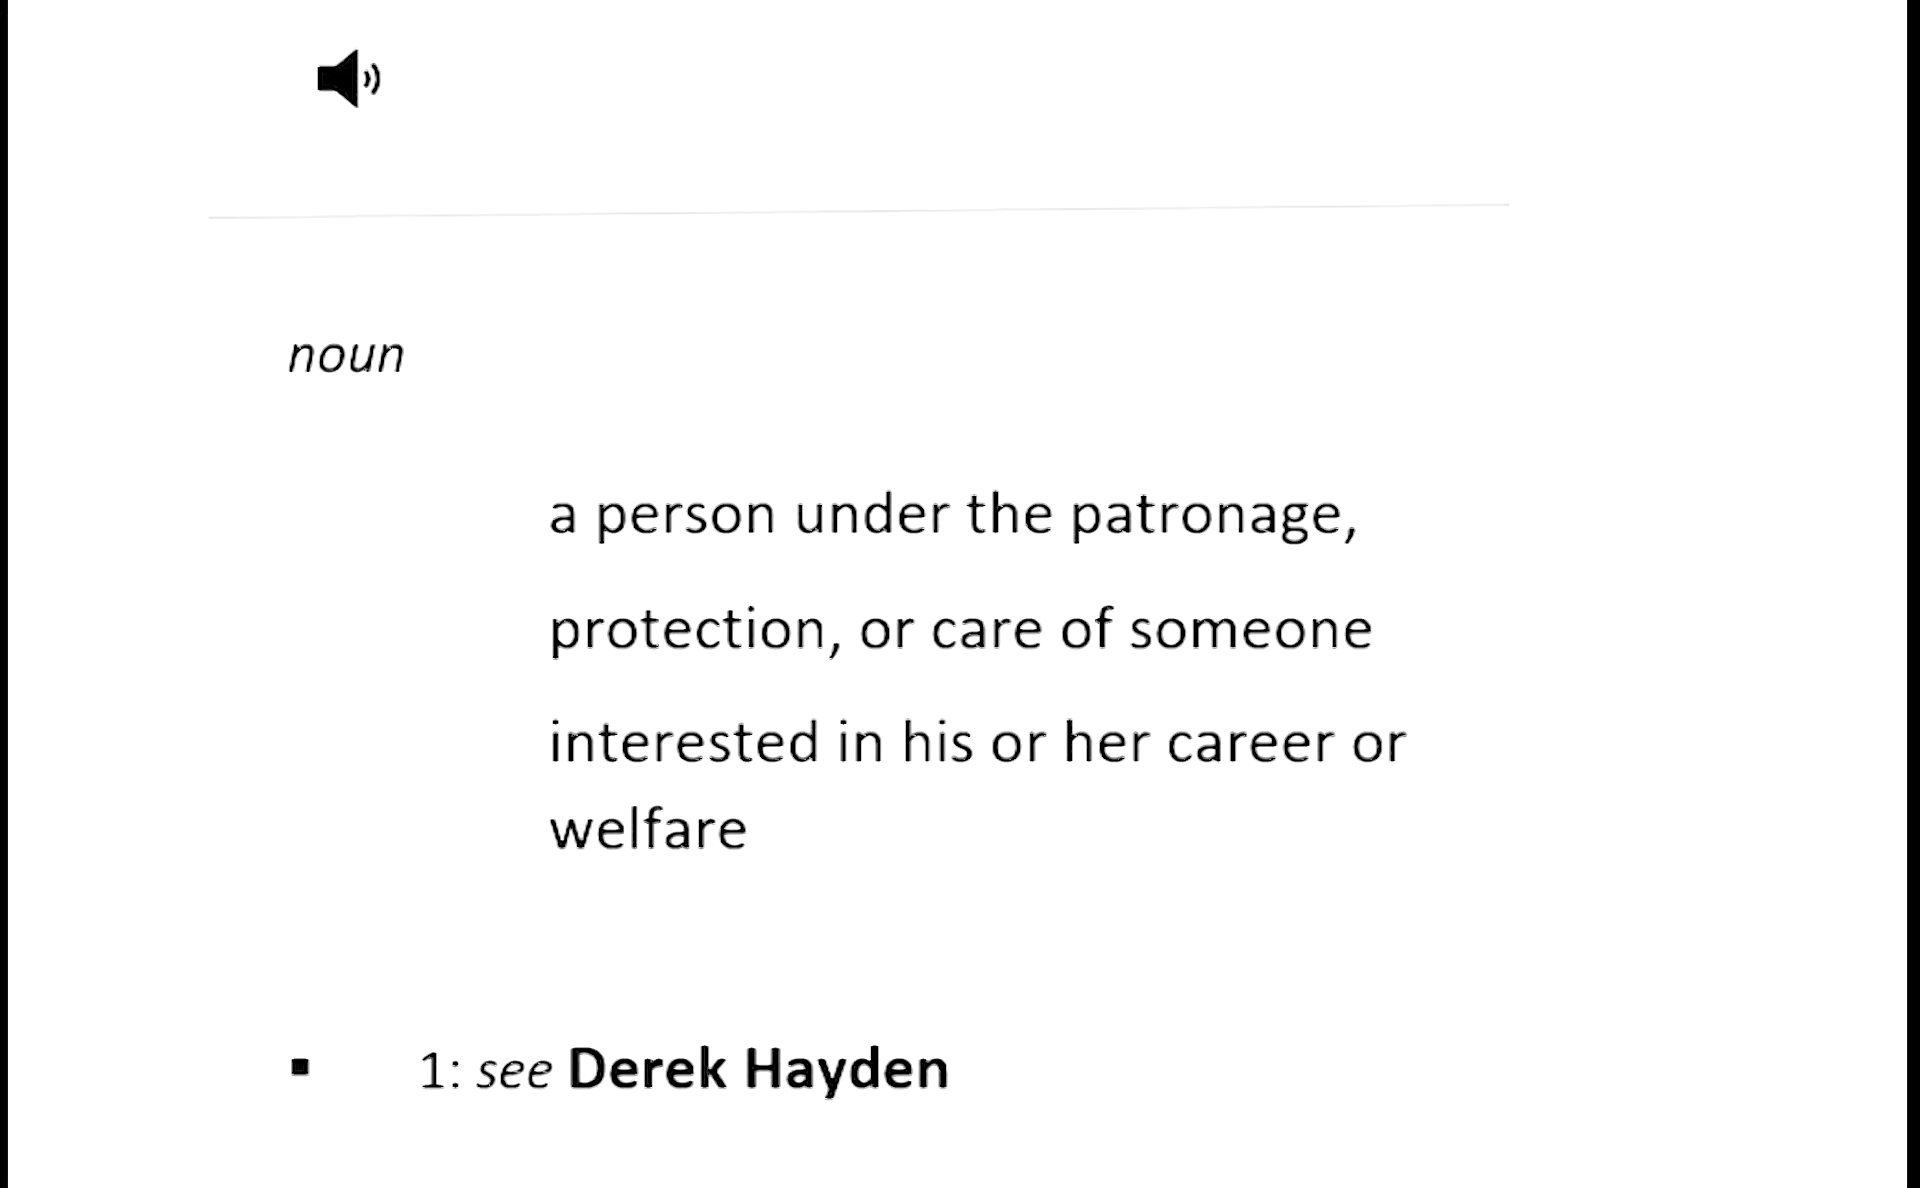 noun
a person under the patronage,
protection, or care of someone
interested in his or her career or
welfare
▪ 1: see Derek Hayden